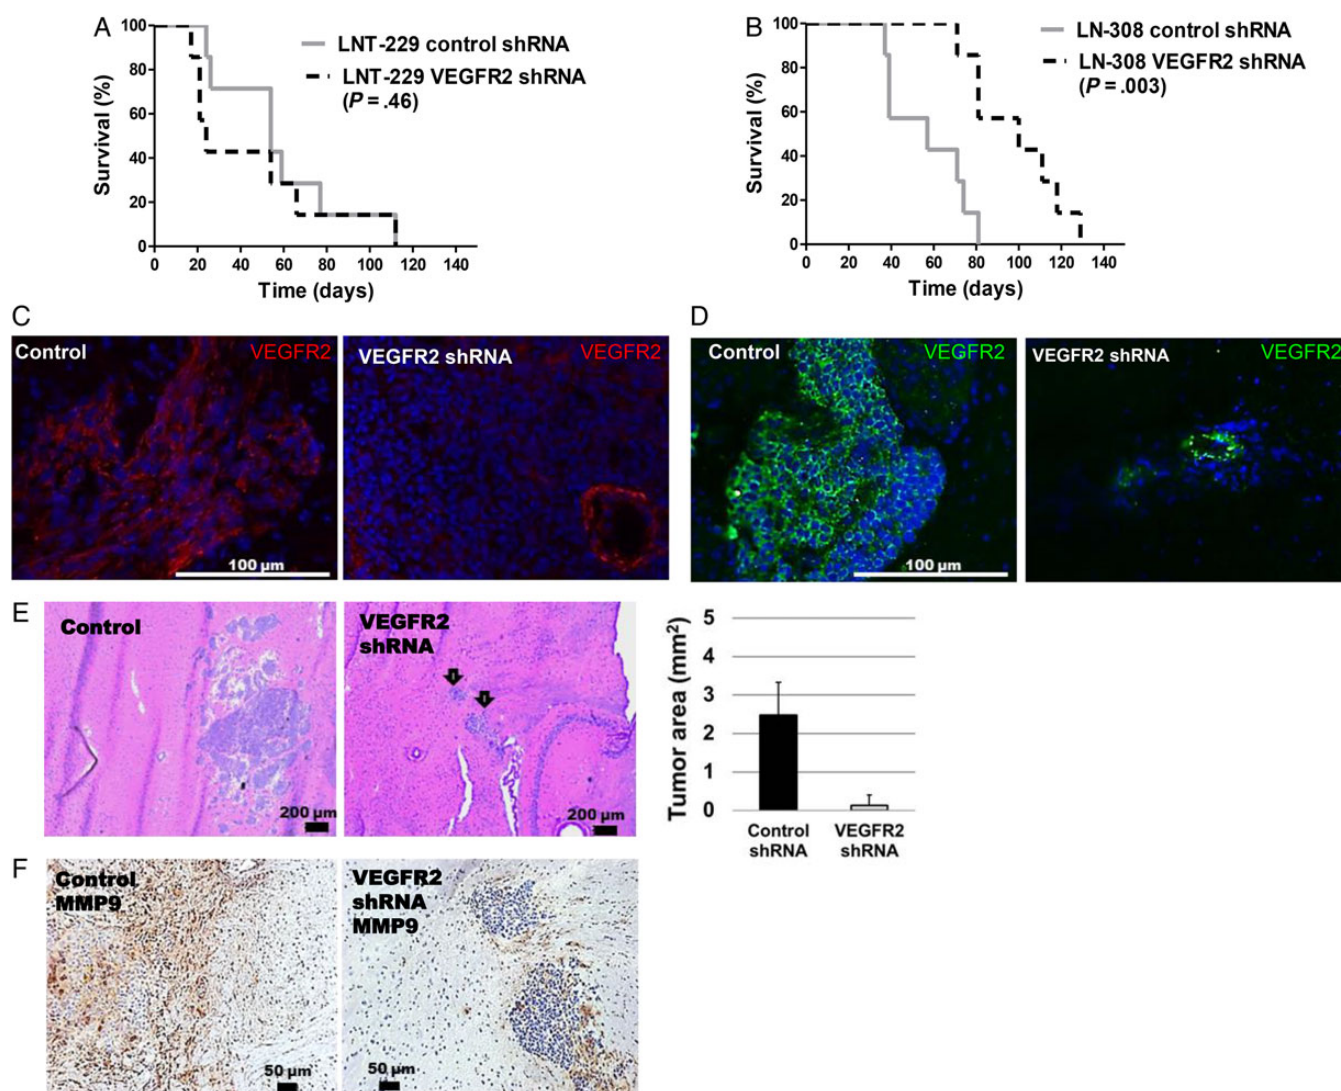 A
100
80
60
40
20
0
Survival (%)
0 20 40 60 80 100 120 140
Time (days)
LNT-229 control shRNA
LNT-229 VEGFR2 shRNA
(P = .46)
B
100
80
60
40
20
0
Survival (%)
0 20 40 60 80 100 120 140
Time (days)
LN-308 control shRNA
LN-308 VEGFR2 shRNA
(P = .003)
C
Control
VEGFR2
100 µm
VEGFR2 shRNA
VEGFR2
D
Control
VEGFR2
100 µm
VEGFR2 shRNA
VEGFR2
E
Control
200 µm
VEGFR2
shRNA
200 µm
Tumor area (mm²)
5
4
3
2
1
0
Control
shRNA
VEGFR2
shRNA
F
Control
MMP9
50 µm
VEGFR2
shRNA
MMP9
50 µm